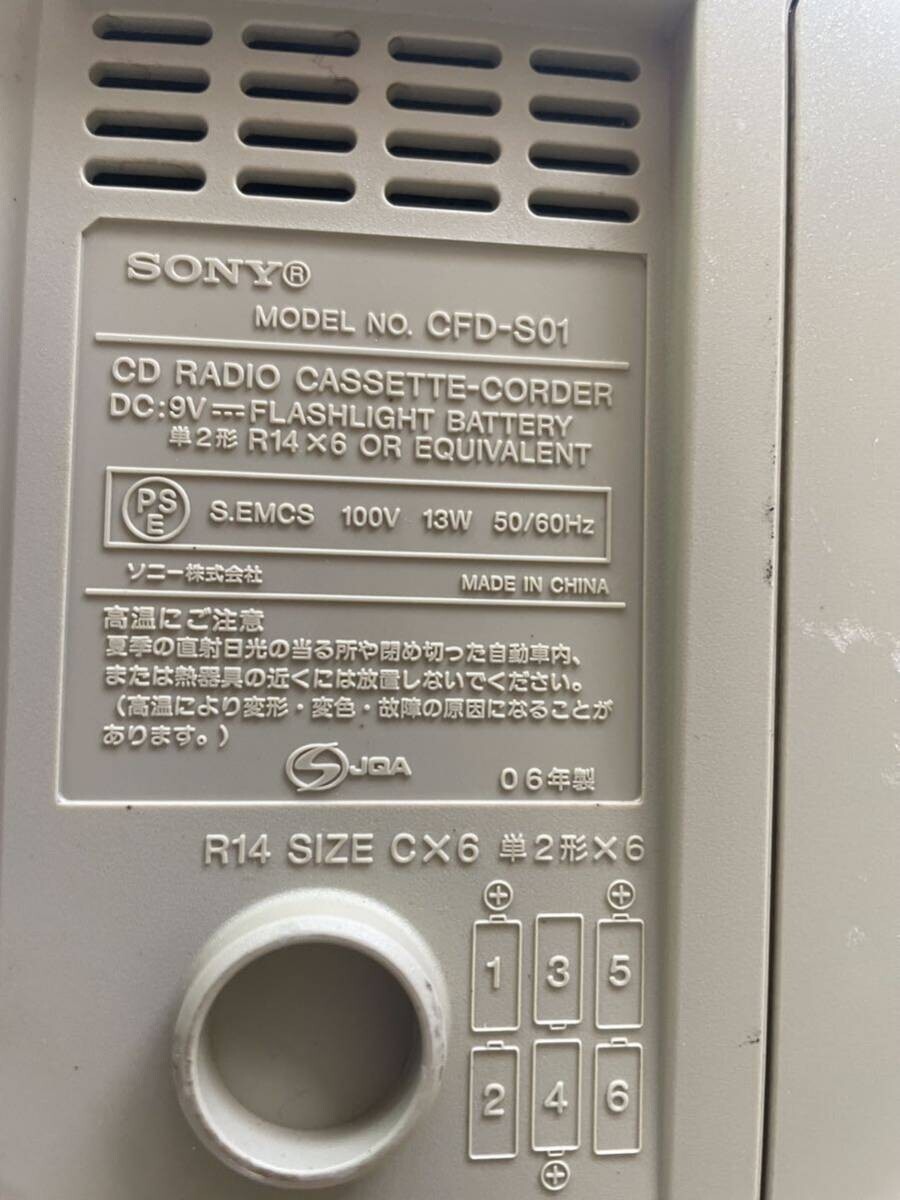 SONY®
MODEL NO. CFD-S01
CD RADIO CASSETTE-CORDER
DC:9V⎓FLASHLIGHT BATTERY
単2形 R14×6 OR EQUIVALENT
PSE S.EMCS 100V 13W 50/60Hz
ソニー株式会社 MADE IN CHINA
高温にご注意
夏季の直射日光の当る所や閉め切った自動車内、
または熱器具の近くには放置しないでください。
（高温により変形・変色・故障の原因になることが
あります。）
JQA 06年製
R14 SIZE C×6 単2形×6
+ +
1 3 5
2 4 6
+